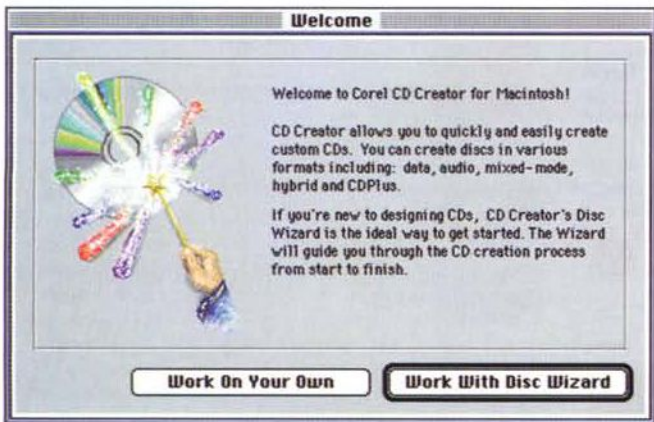 Welcome
Welcome to Corel CD Creator for Macintosh!
CD Creator allows you to quickly and easily create
custom CDs. You can create discs in various
formats including: data, audio, mixed-mode,
hybrid and CDPlus.
If you're new to designing CDs, CD Creator's Disc
Wizard is the ideal way to get started. The Wizard
will guide you through the CD creation process
from start to finish.
Work On Your Own
Work With Disc Wizard